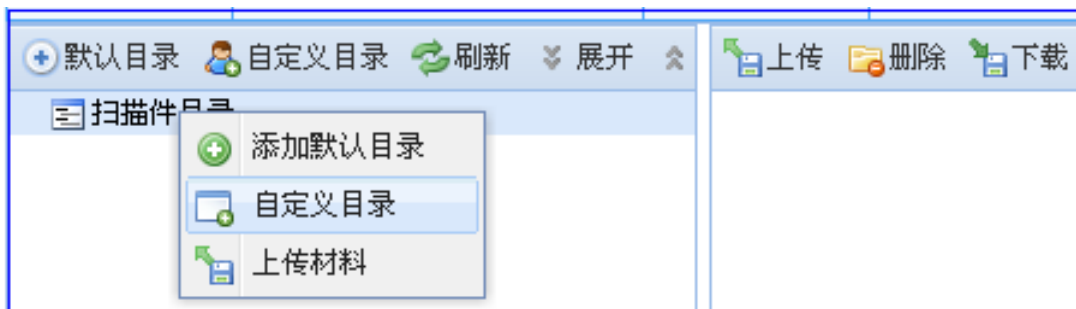 默认目录 自定义目录 刷新 展开 上传 删除 下载
扫描件目录
添加默认目录
自定义目录
上传材料